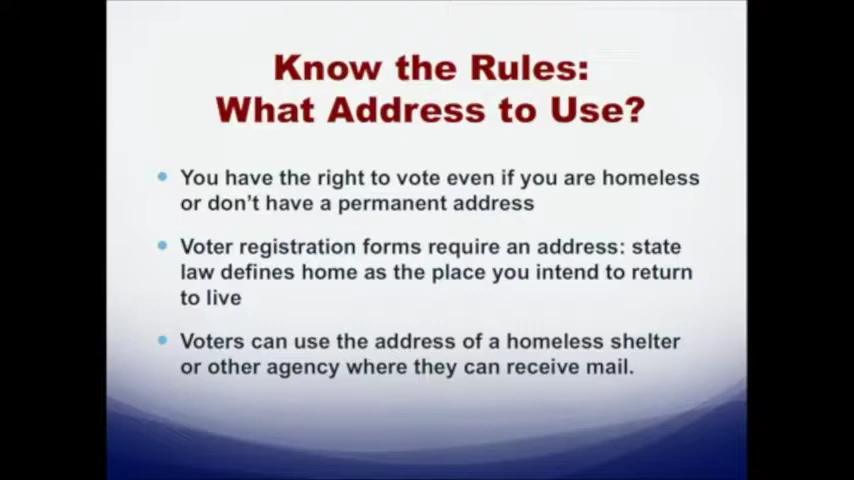 Know the Rules:
What Address to Use?
You have the right to vote even if you are homeless
or don't have a permanent address
Voter registration forms require an address: state
law defines home as the place you intend to return
to live
Voters can use the address of a homeless shelter
or other agency where they can receive mail.